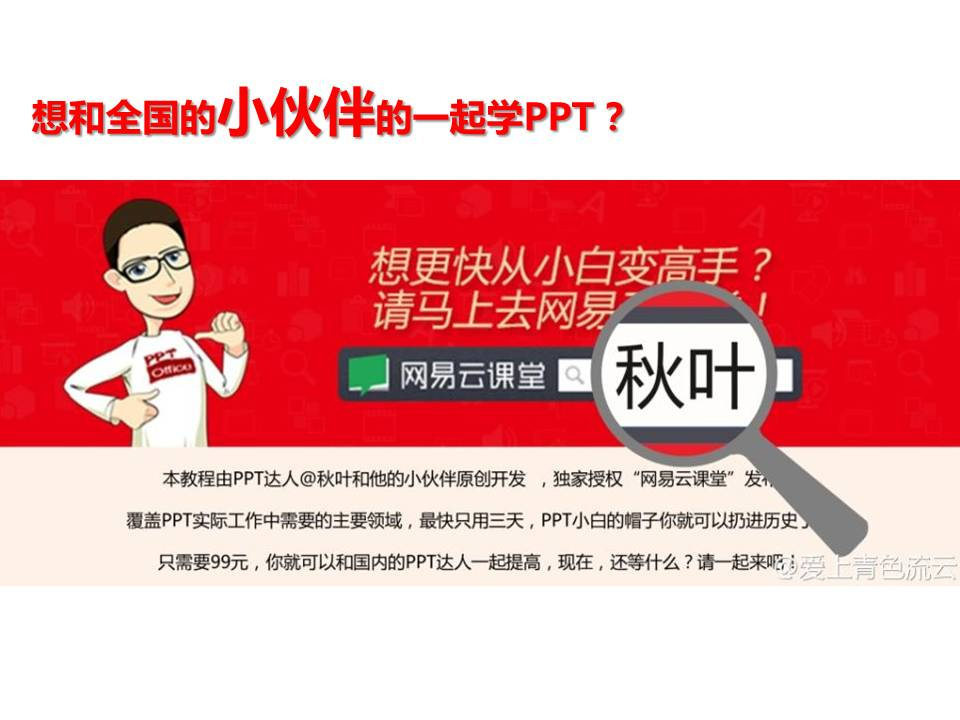 想和全国的小伙伴的一起学PPT？
想更快从小白变高手？
请马上去网易
！
PPT
Office
网易云课堂
秋叶
本教程由PPT达人@秋叶和他的小伙伴原创开发 ，独家授权“网易云课堂”发
覆盖PPT实际工作中需要的主要领域，最快只用三天，PPT小白的帽子你就可以扔进历史
只需要99元，你就可以和国内的PPT达人一起提高，现在，还等什么？请一起来吧！
@爱上青色流云